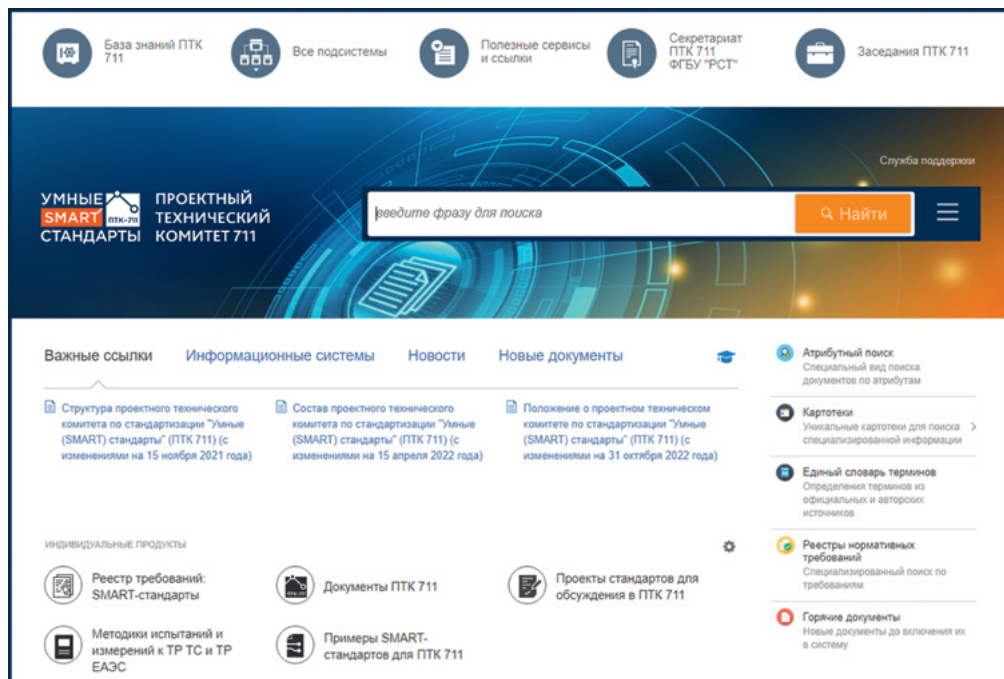 База знаний ПТК
711
Все подсистемы
Полезные сервисы
и ссылки
Секретариат
ПТК 711
ФГБУ "РСТ"
Заседания ПТК 711
Служба поддержки
УМНЫЕ
SMART
ПТК-711
СТАНДАРТЫ
ПРОЕКТНЫЙ
ТЕХНИЧЕСКИЙ
КОМИТЕТ 711
введите фразу для поиска
Найти
Важные ссылки
Информационные системы
Новости
Новые документы
Структура проектного технического
комитета по стандартизации "Умные
(SMART) стандарты" (ПТК 711) (с
изменениями на 15 ноября 2021 года)
Состав проектного технического
комитета по стандартизации "Умные
(SMART) стандарты" (ПТК 711) (с
изменениями на 15 апреля 2022 года)
Положение о проектном техническом
комитете по стандартизации "Умные
(SMART) стандарты" (ПТК 711) (с
изменениями на 31 октября 2022 года)
ИНДИВИДУАЛЬНЫЕ ПРОДУКТЫ
Реестр требований:
SMART-стандарты
Документы ПТК 711
Проекты стандартов для
обсуждения в ПТК 711
Методики испытаний и
измерений к ТР ТС и ТР
ЕАЭС
Примеры SMART-
стандартов для ПТК 711
Атрибутный поиск
Специальный вид поиска
документов по атрибутам
Картотеки
Уникальные картотеки для поиска
специализированной информации
Единый словарь терминов
Определения терминов из
официальных и авторских
источников
Реестры нормативных
требований
Специализированный поиск по
требованиям
Горячие документы
Новые документы до включения их
в систему